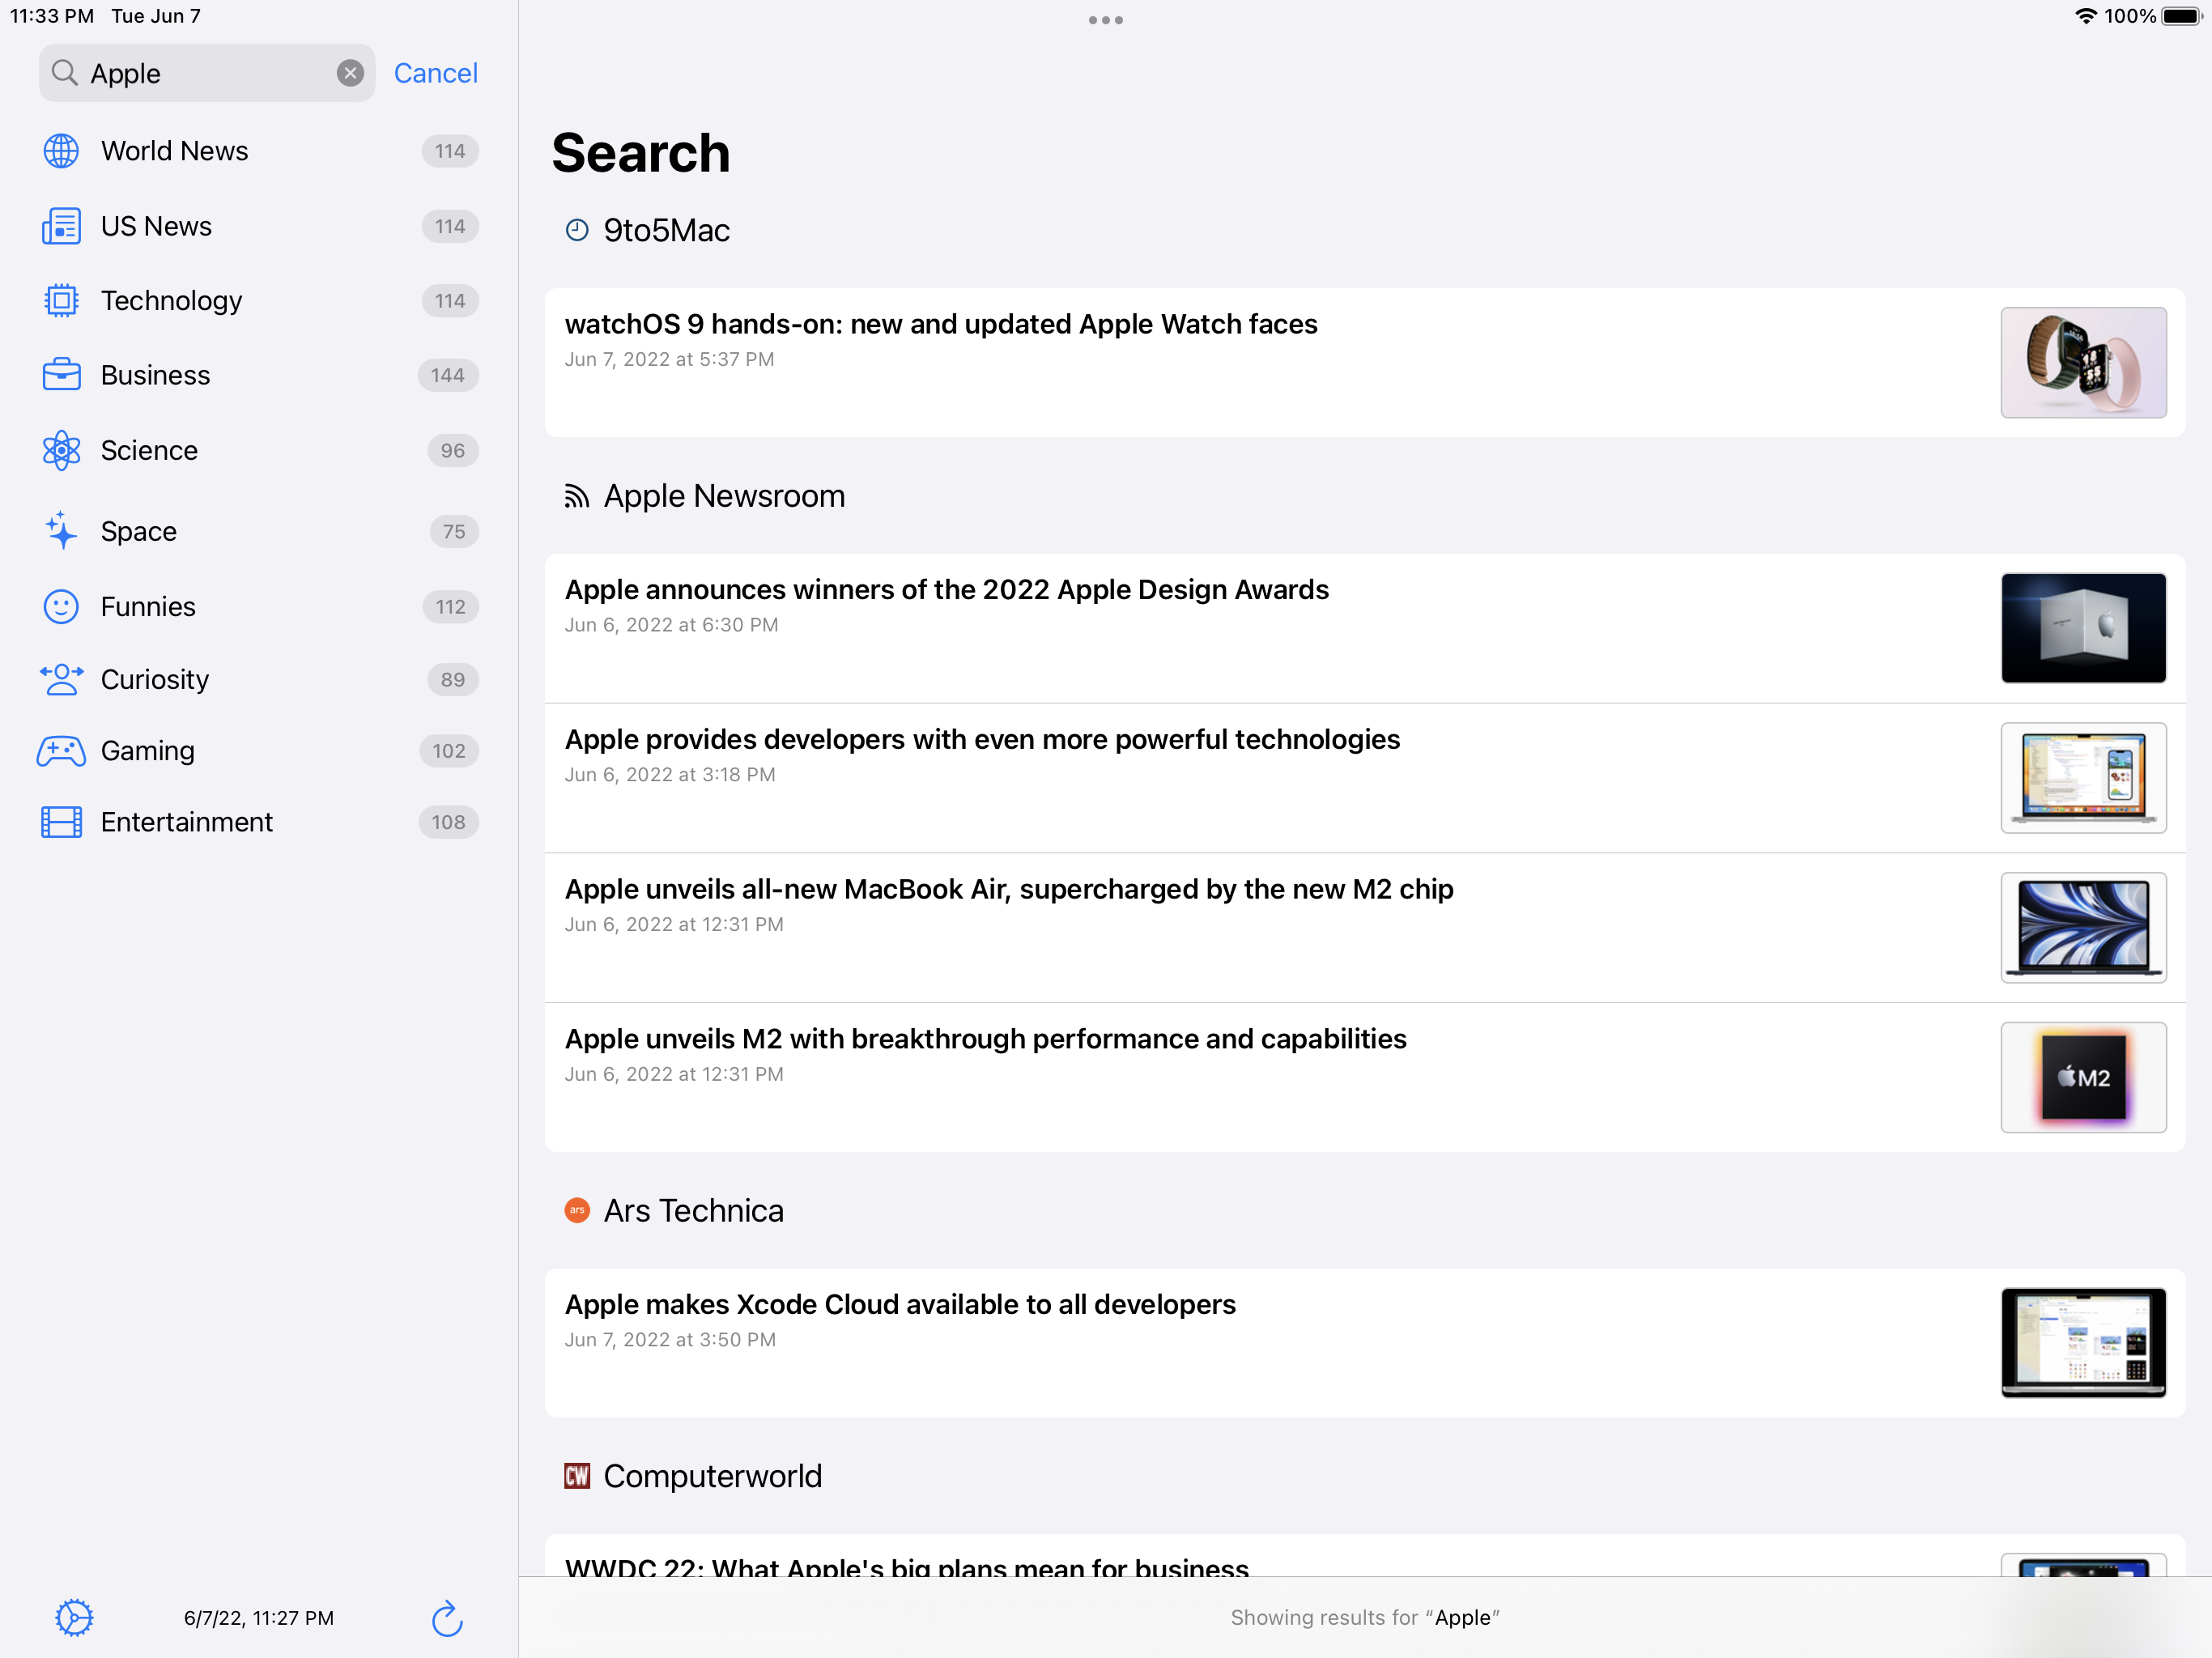 11:33 PM Tue Jun 7
100%
Apple
Cancel
World News 114
US News 114
Technology 114
Business 144
Science 96
Space 75
Funnies 112
Curiosity 89
Gaming 102
Entertainment 108
6/7/22, 11:27 PM
Search
9to5Mac
watchOS 9 hands-on: new and updated Apple Watch faces
Jun 7, 2022 at 5:37 PM
Apple Newsroom
Apple announces winners of the 2022 Apple Design Awards
Jun 6, 2022 at 6:30 PM
Apple provides developers with even more powerful technologies
Jun 6, 2022 at 3:18 PM
Apple unveils all-new MacBook Air, supercharged by the new M2 chip
Jun 6, 2022 at 12:31 PM
Apple unveils M2 with breakthrough performance and capabilities
Jun 6, 2022 at 12:31 PM
M2
ars
Ars Technica
Apple makes Xcode Cloud available to all developers
Jun 7, 2022 at 3:50 PM
CW
Computerworld
WWDC 22: What Apple's big plans mean for business
Showing results for “Apple”